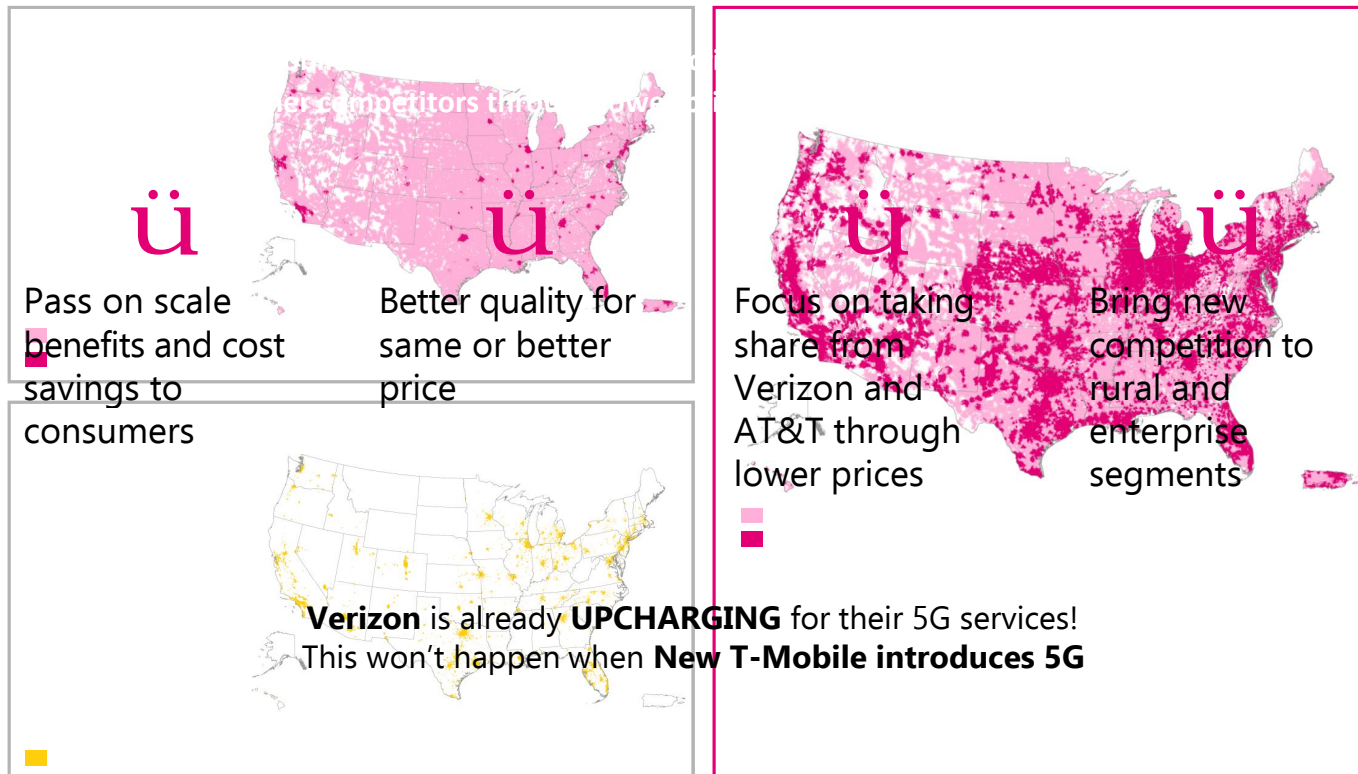 competitors
ü
ü
ü
ü
Pass on scale
benefits and cost
savings to
consumers
Better quality for
same or better
price
Focus on taking
share from
Verizon and
AT&T through
lower prices
Bring new
competition to
rural and
enterprise
segments
Verizon is already UPCHARGING for their 5G services!
This won’t happen when New T-Mobile introduces 5G